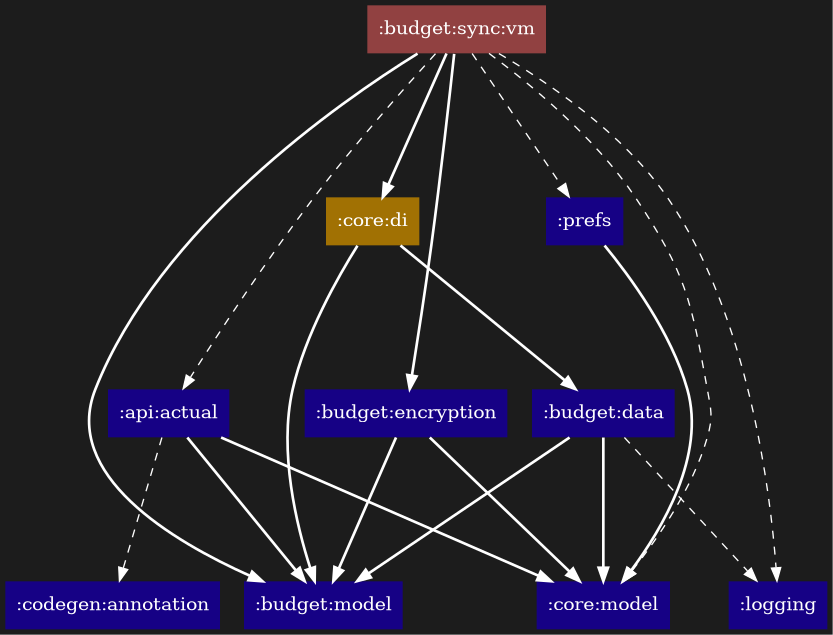 :budget:sync:vm
:core:di
:prefs
:api:actual
:budget:encryption
:budget:data
:codegen:annotation
:budget:model
:core:model
:logging